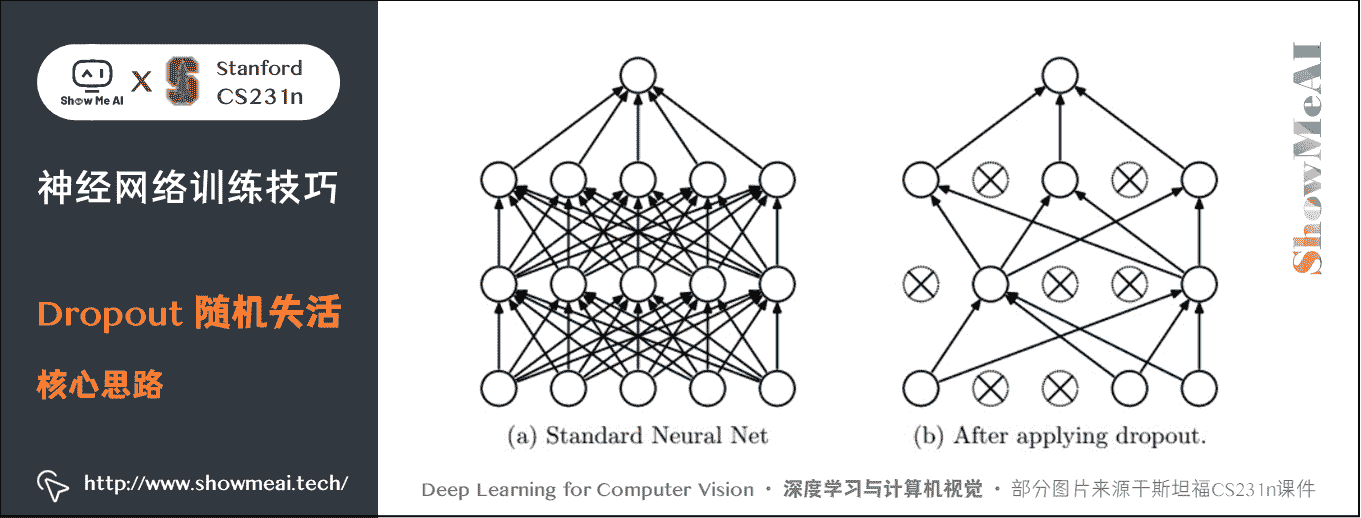 Show Me AI
X
Stanford
CS231n
神经网络训练技巧
Dropout 随机失活
核心思路
http://www.showmeai.tech/
(a) Standard Neural Net
(b) After applying dropout.
Deep Learning for Computer Vision · 深度学习与计算机视觉 · 部分图片来源于斯坦福CS231n课件
ShowMeAI